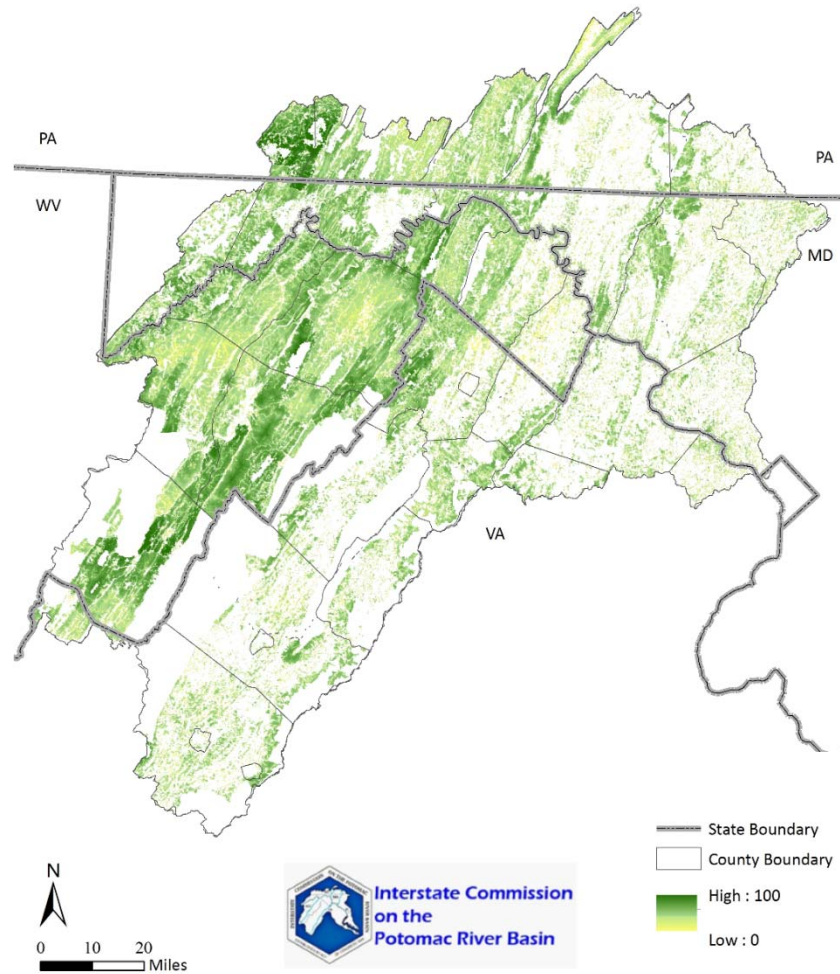 PA
PA
WV
MD
VA
State Boundary
County Boundary
High : 100
Low : 0
N
0 10 20
Miles
Interstate Commission
on the
Potomac River Basin